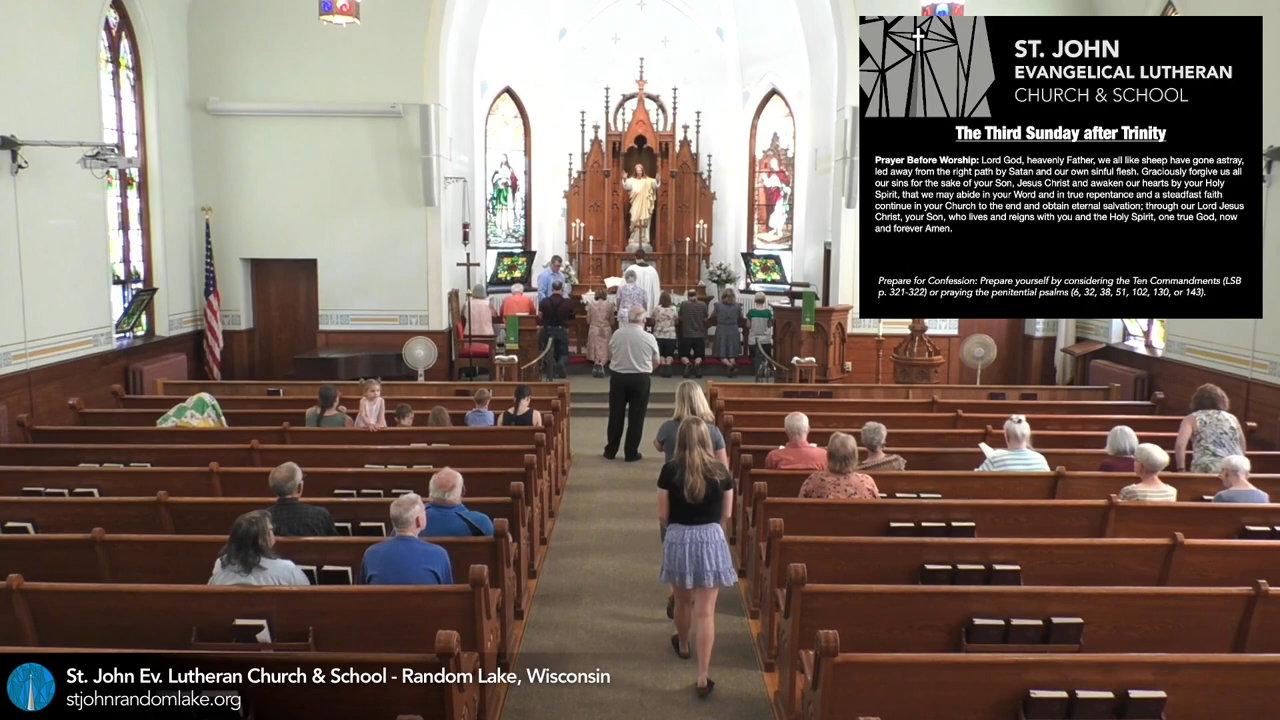 ST. JOHN
EVANGELICAL LUTHERAN
CHURCH & SCHOOL
The Third Sunday after Trinity
Prayer Before Worship: Lord God, heavenly Father, we all like sheep have gone astray,
led away from the right path by Satan and our own sinful flesh. Graciously forgive us all
our sins for the sake of your Son, Jesus Christ and awaken our hearts by your Holy
Spirit, that we may abide in your Word and in true repentance and a steadfast faith
continue in your Church to the end and obtain eternal salvation; through our Lord Jesus
Christ, your Son, who lives and reigns with you and the Holy Spirit, one true God, now
and forever Amen.
Prepare for Confession: Prepare yourself by considering the Ten Commandments (LSB
p. 321-322) or praying the penitential psalms (6, 32, 38, 51, 102, 130, or 143).
St. John Ev. Lutheran Church & School - Random Lake, Wisconsin
stjohnrandomlake.org